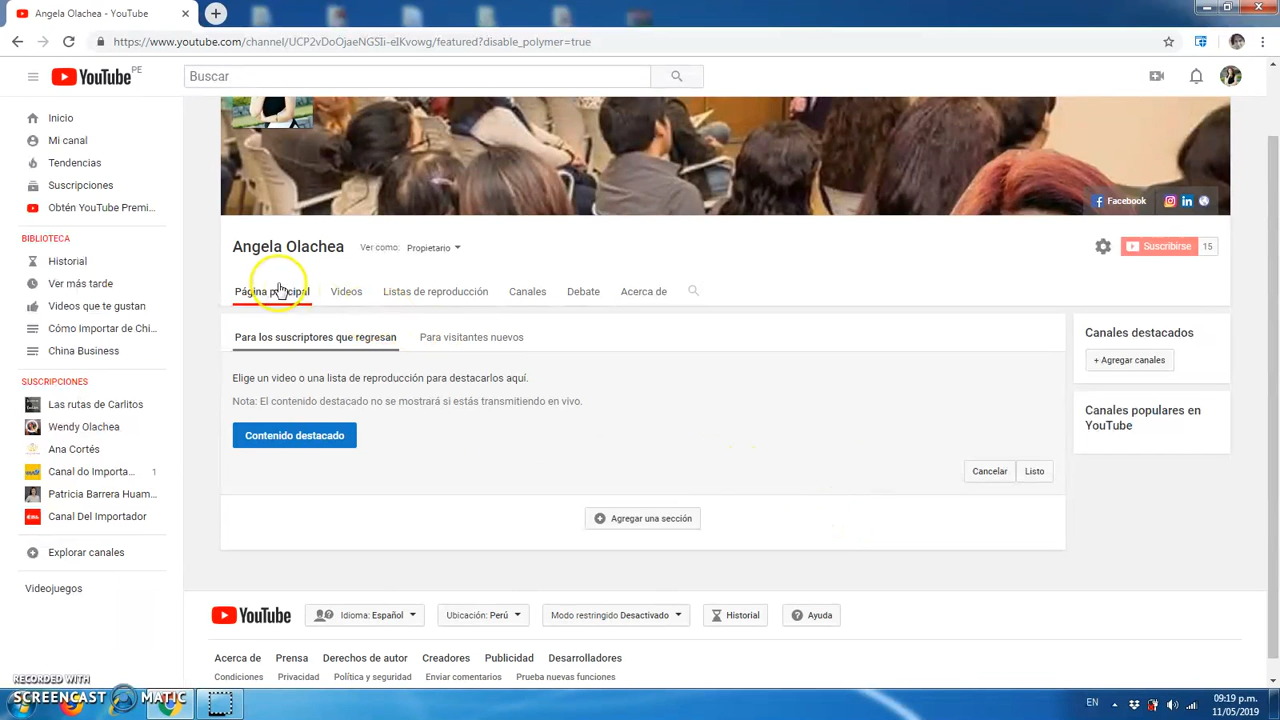 Angela Olachea - YouTube
https://www.youtube.com/channel/UCP2vDoOjaeNGSIi-eIKvowg/featured?disable_polymer=true
YouTube PE
Buscar
Inicio
Mi canal
Tendencias
Suscripciones
Obtén YouTube Premi...
BIBLIOTECA
Historial
Ver más tarde
Videos que te gustan
Cómo Importar de Chi...
China Business
SUSCRIPCIONES
Las rutas de Carlitos
Wendy Olachea
Ana Cortés
Canal do Importa... 1
Patricia Barrera Huam...
Canal Del Importador
Explorar canales
Videojuegos
Facebook
Angela Olachea Ver como: Propietario
Suscribirse 15
Página principal Videos Listas de reproducción Canales Debate Acerca de
Para los suscriptores que regresan Para visitantes nuevos
Elige un video o una lista de reproducción para destacarlos aquí.
Nota: El contenido destacado no se mostrará si estás transmitiendo en vivo.
Contenido destacado
Cancelar Listo
Agregar una sección
Canales destacados
+ Agregar canales
Canales populares en
YouTube
YouTube Idioma: Español Ubicación: Perú Modo restringido Desactivado Historial Ayuda
Acerca de Prensa Derechos de autor Creadores Publicidad Desarrolladores
Condiciones Privacidad Política y seguridad Enviar comentarios Prueba nuevas funciones
RECORDED WITH
SCREENCAST MATIC
EN
09:19 p.m.
11/05/2019